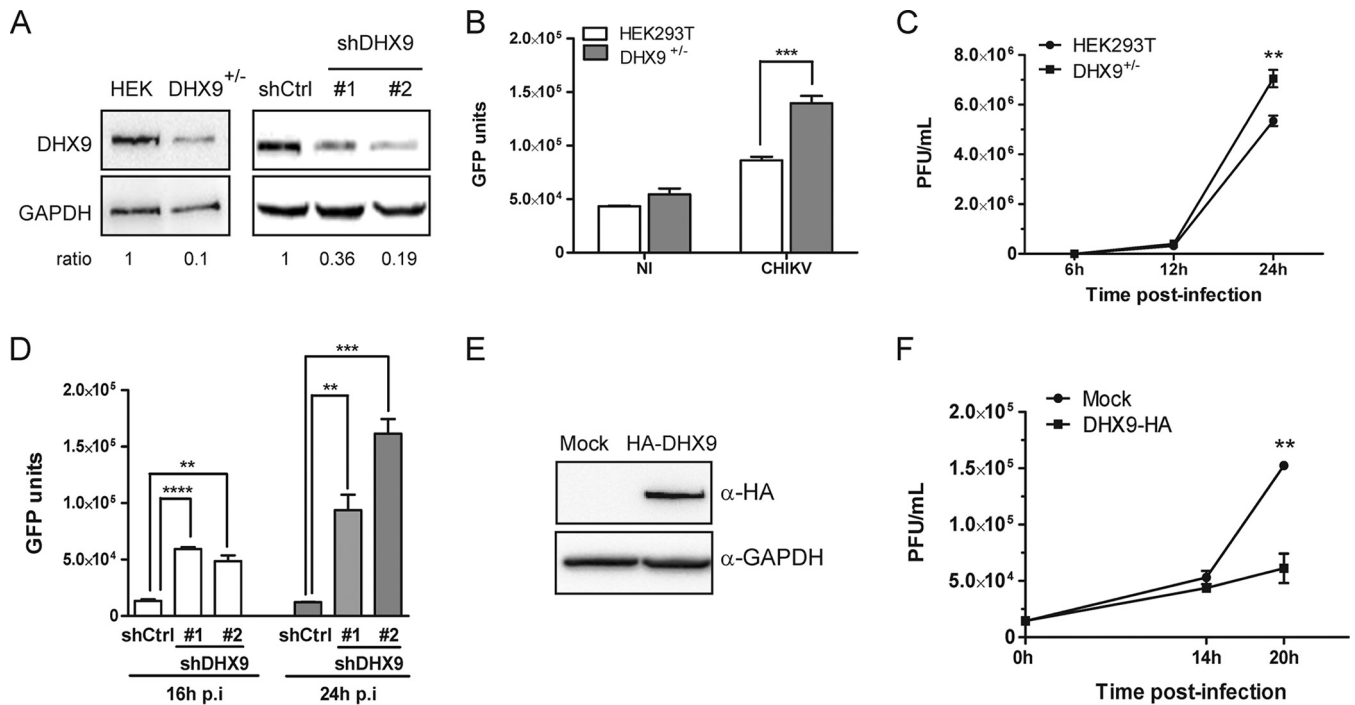 A
shDHX9
HEK DHX9+/- shCtrl #1 #2
DHX9
GAPDH
ratio 1 0.1 1 0.36 0.19
B
HEK293T
DHX9 +/-
***
2.0×10⁵
1.5×10⁵
1.0×10⁵
5.0×10⁴
0
GFP units
NI CHIKV
C
HEK293T
DHX9+/-
**
8.0×10⁶
6.0×10⁶
4.0×10⁶
2.0×10⁶
0
PFU/mL
6h 12h 24h
Time post-infection
D
***
**
**
****
2.0×10⁵
1.5×10⁵
1.0×10⁵
5.0×10⁴
0
GFP units
shCtrl #1 #2 shCtrl #1 #2
shDHX9 shDHX9
16h p.i 24h p.i
E
Mock HA-DHX9
α-HA
α-GAPDH
F
Mock
DHX9-HA
**
2.0×10⁵
1.5×10⁵
1.0×10⁵
5.0×10⁴
0
PFU/mL
0h 14h 20h
Time post-infection